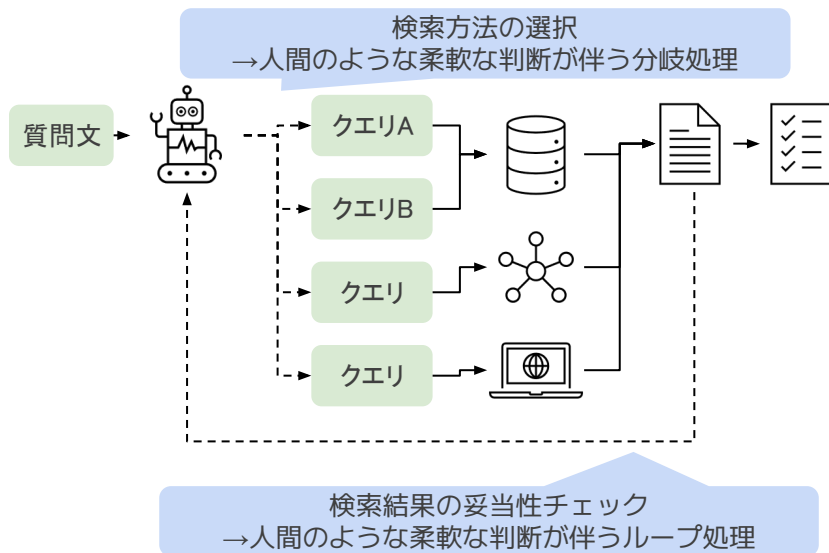 検索方法の選択
→人間のような柔軟な判断が伴う分岐処理
質問文
クエリA
クエリB
クエリ
クエリ
検索結果の妥当性チェック
→人間のような柔軟な判断が伴うループ処理